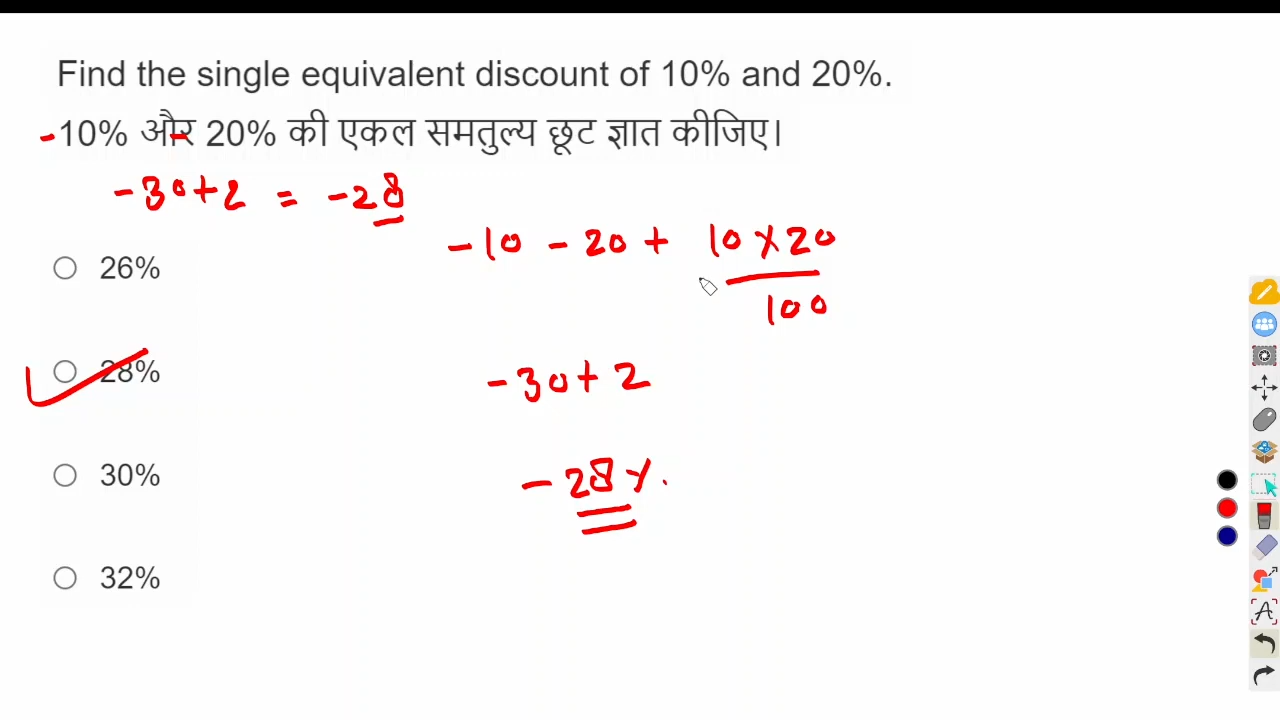 Find the single equivalent discount of 10% and 20%.
-10% और - 20% की एकल समतुल्य छूट ज्ञात कीजिए।
-30+2 = -28
-10 - 20 + 10×20
100
26%
-30+2
28%
-28%.
30%
32%
A